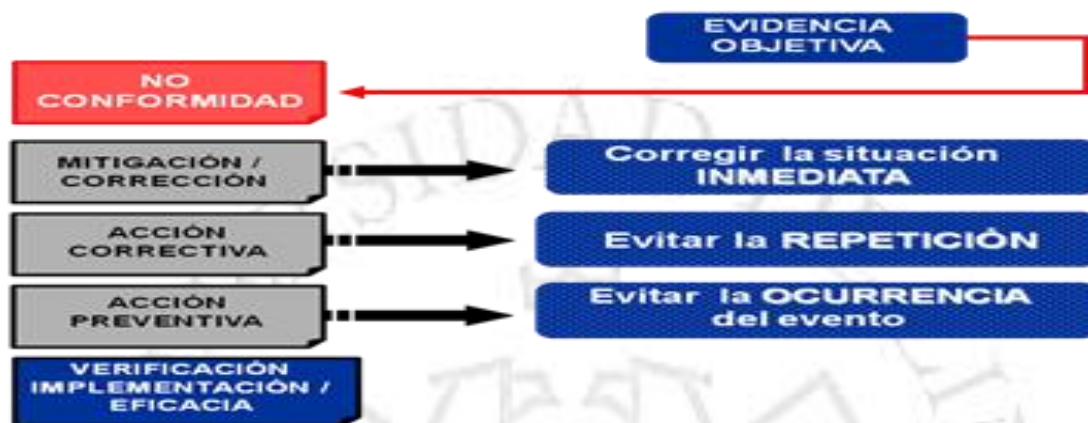 EVIDENCIA
OBJETIVA
NO
CONFORMIDAD
MITIGACIÓN /
CORRECCIÓN
Corregir la situación
INMEDIATA
ACCIÓN
CORRECTIVA
Evitar la REPETICIÓN
ACCIÓN
PREVENTIVA
Evitar la OCURRENCIA
del evento
VERIFICACIÓN
IMPLEMENTACIÓN /
EFICACIA